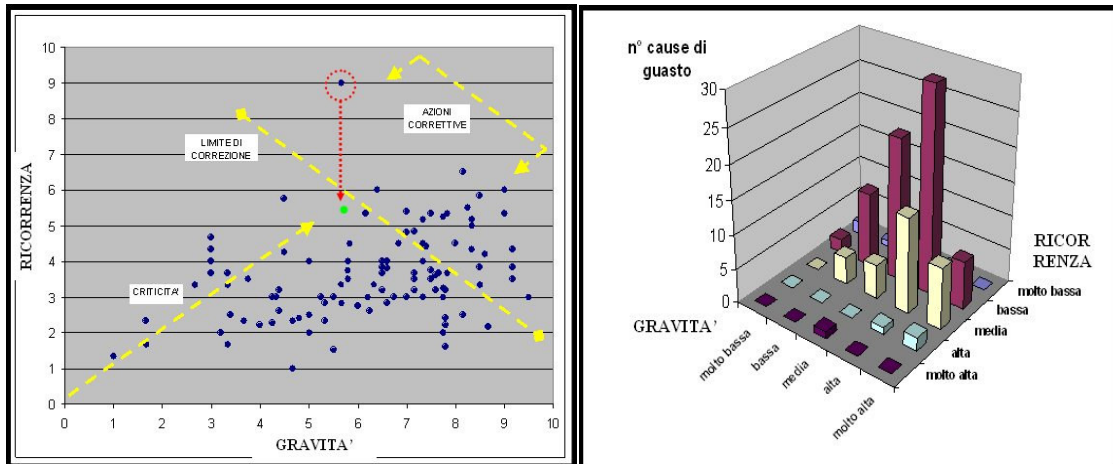 10
9
8
7
6
5
4
3
2
1
0
RICORRENZA
AZIONI
CORRETTIVE
LIMITE DI
CORREZIONE
CRITICITA'
0 1 2 3 4 5 6 7 8 9 10
GRAVITA'
n° cause di
guasto
30
25
20
15
10
5
0
GRAVITA'
molto bassa
bassa
media
alta
molto alta
RICOR
RENZA
molto bassa
bassa
media
alta
molto alta